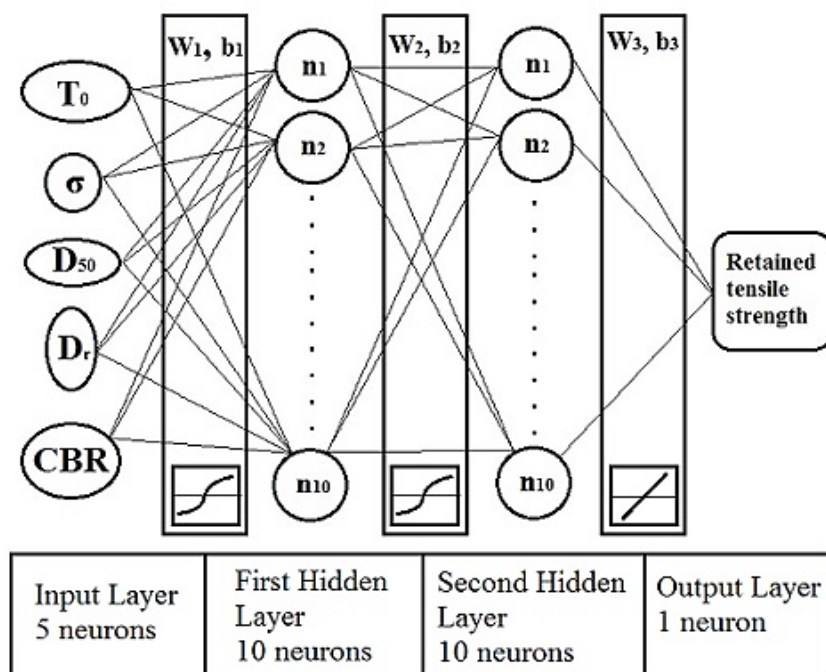 W₁, b₁
W₂, b₂
W₃, b₃
T₀
σ
D₅₀
Dᵣ
CBR
n₁
n₂
n₁₀
n₁
n₂
n₁₀
Retained
tensile
strength
Input Layer
5 neurons
First Hidden
Layer
10 neurons
Second Hidden
Layer
10 neurons
Output Layer
1 neuron